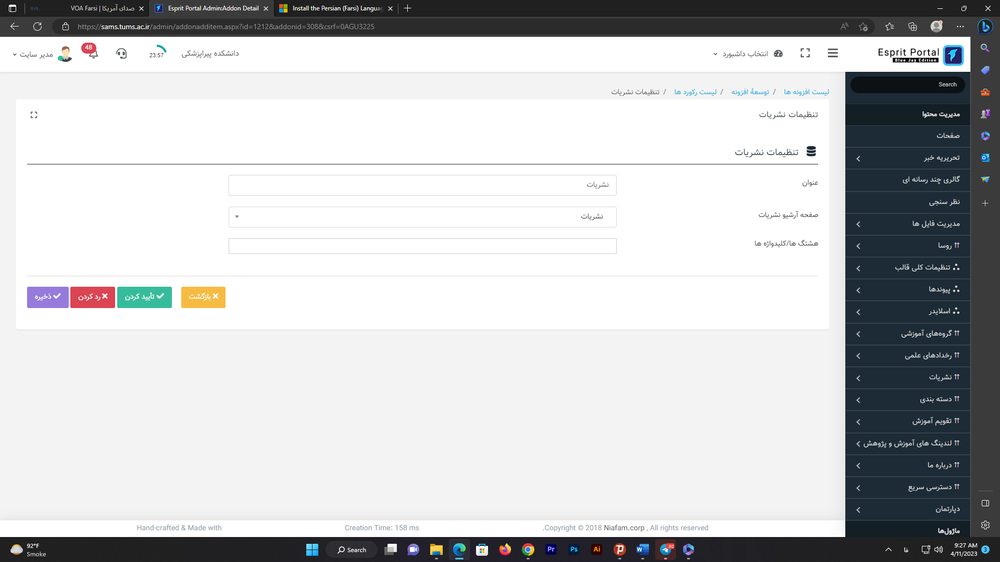 VOA Farsi | صدای آمریکا
Esprit Portal Admin:Addon Detail
Install the Persian (Farsi) Langua
https://sams.tums.ac.ir/admin/addonadditem.aspx?id=1212&addonid=308&csrf=0AGU3225
Esprit Portal
Blue Jay Edition
انتخاب داشبورد
دانشکده پیراپزشکی
23:57
48
مدیر سایت
Search
مدیریت محتوا
صفحات
تحریریه خبر
گالری چند رسانه ای
نظر سنجی
مدیریت فایل ها
روسا
تنظیمات کلی قالب
پیوندها
اسلایدر
گروه‌های آموزشی
رخدادهای علمی
نشریات
دسته بندی
تقویم آموزش
لندینگ های آموزش و پژوهش
درباره ما
دسترسی سریع
دپارتمان
ماژول‌ها
لیست افزونه ها / توسعهٔ افزونه / لیست رکورد ها / تنظیمات نشریات
تنظیمات نشریات
تنظیمات نشریات
عنوان
نشریات
صفحه آرشیو نشریات
نشریات
هشتگ ها/کلیدواژه ها
بازگشت
تأیید کردن
رد کردن
ذخیره
Hand-crafted & Made with
Creation Time: 158 ms
.Copyright © 2018 Niafam.corp , All rights reserved
92°F
Smoke
Search
Pr
Ps
Ai
90
فا
9:27 AM
4/11/2023
3